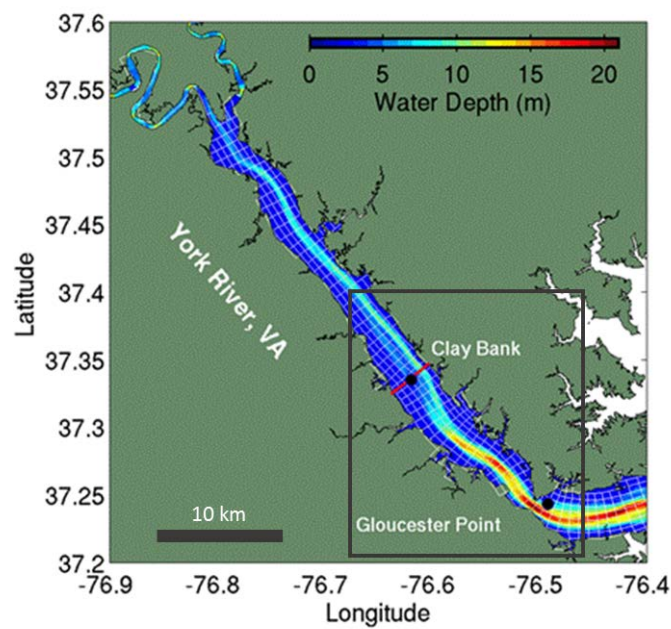 37.6
37.55
37.5
37.45
37.4
37.35
37.3
37.25
37.2
0 5 10 15 20
Water Depth (m)
York River, VA
Clay Bank
Gloucester Point
10 km
-76.9 -76.8 -76.7 -76.6 -76.5 -76.4
Longitude
Latitude